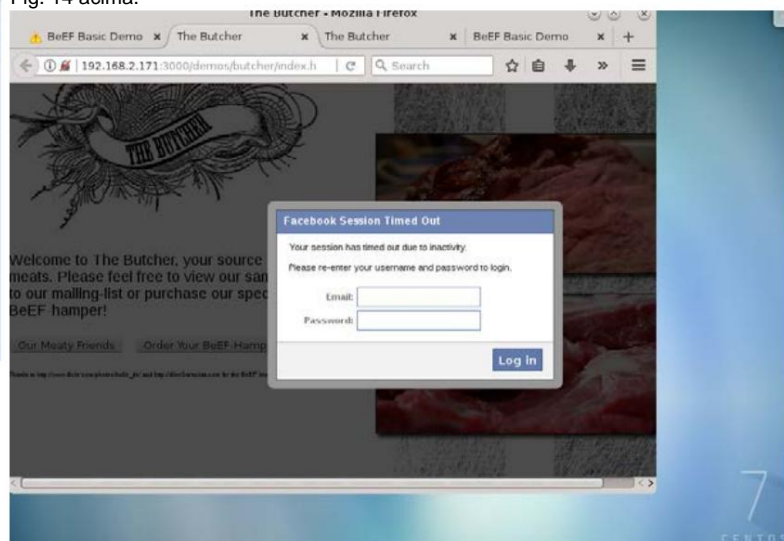 Fig. 14 acima.
The Butcher - Mozilla Firefox
BeEF Basic Demo × The Butcher × The Butcher × BeEF Basic Demo × +
192.168.2.171:3000/demos/butcher/index.h Search
THE BUTCHER
Facebook Session Timed Out
Your session has timed out due to inactivity.
Please re-enter your username and password to login.
Email:
Password:
Log in
Welcome to The Butcher, your source
meats. Please feel free to view our sam
to our mailing-list or purchase our spec
BeEF hamper!
Our Meaty Friends Order Your BeEF-Hamp
7
CENTOS